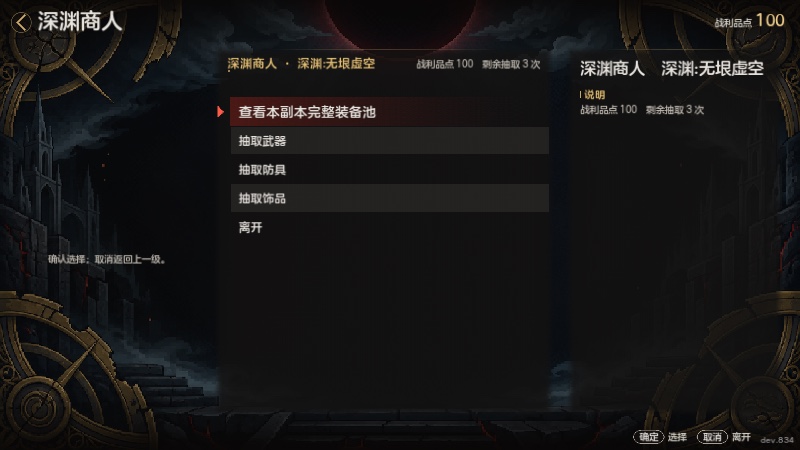 深渊商人
战利品点 100
深渊商人 · 深渊:无垠虚空
战利品点 100 剩余抽取 3 次
查看本副本完整装备池
抽取武器
抽取防具
抽取饰品
离开
确认选择；取消返回上一级。
深渊商人 深渊:无垠虚空
说明
战利品点 100 剩余抽取 3 次
确定 选择 取消 离开
dev.834